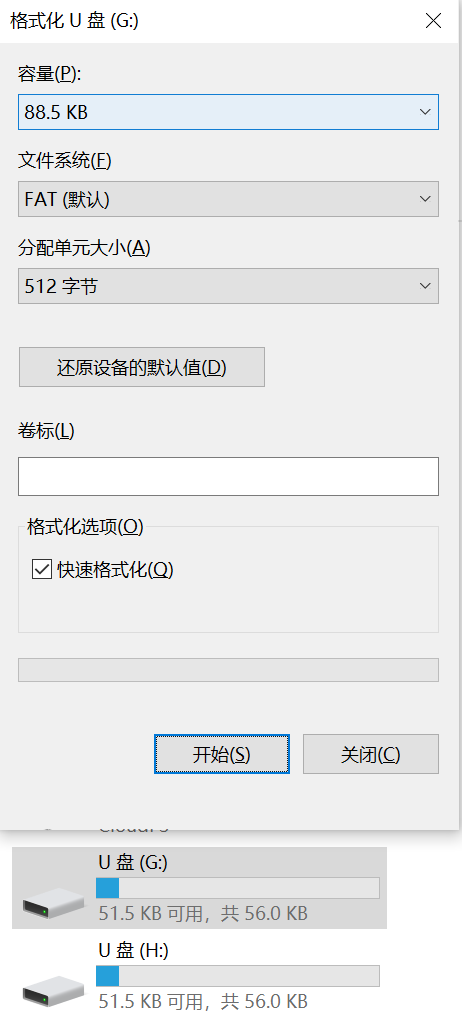 格式化 U 盘 (G:)
容量(P):
88.5 KB
文件系统(F)
FAT (默认)
分配单元大小(A)
512 字节
还原设备的默认值(D)
卷标(L)
格式化选项(O)
快速格式化(Q)
开始(S)
关闭(C)
U 盘 (G:)
51.5 KB 可用，共 56.0 KB
U 盘 (H:)
51.5 KB 可用，共 56.0 KB